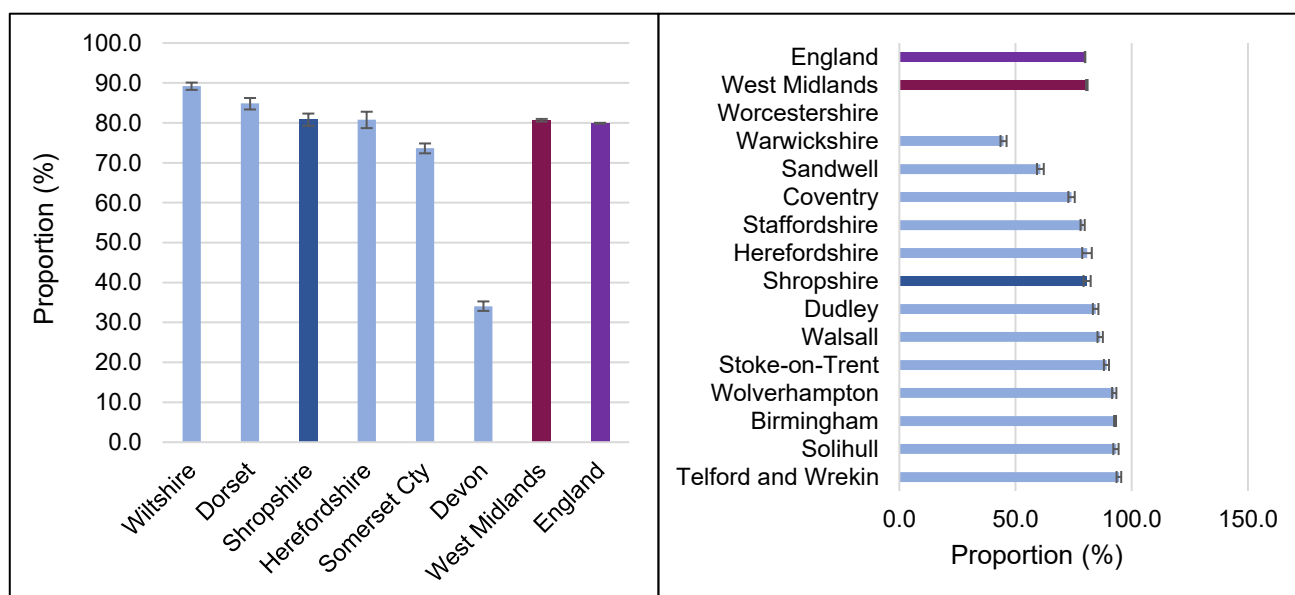 100.0
90.0
80.0
70.0
60.0
50.0
40.0
30.0
20.0
10.0
0.0
Proportion (%)
Wiltshire
Dorset
Shropshire
Herefordshire
Somerset Cty
Devon
West Midlands
England
England
West Midlands
Worcestershire
Warwickshire
Sandwell
Coventry
Staffordshire
Herefordshire
Shropshire
Dudley
Walsall
Stoke-on-Trent
Wolverhampton
Birmingham
Solihull
Telford and Wrekin
0.0 50.0 100.0 150.0
Proportion (%)